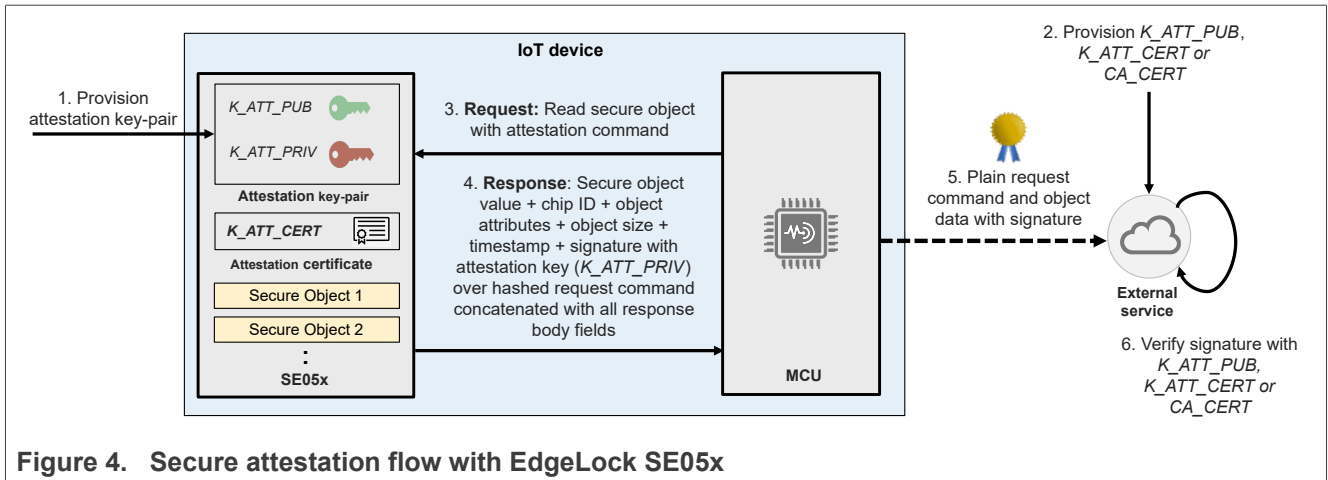 IoT device
1. Provision
attestation key-pair
K_ATT_PUB
K_ATT_PRIV
Attestation key-pair
K_ATT_CERT
Attestation certificate
Secure Object 1
Secure Object 2
:
SE05x
3. Request: Read secure object
with attestation command
4. Response: Secure object
value + chip ID + object
attributes + object size +
timestamp + signature with
attestation key (K_ATT_PRIV)
over hashed request command
concatenated with all response
body fields
MCU
2. Provision K_ATT_PUB,
K_ATT_CERT or
CA_CERT
5. Plain request
command and object
data with signature
External
service
6. Verify signature with
K_ATT_PUB,
K_ATT_CERT or
CA_CERT
Figure 4. Secure attestation flow with EdgeLock SE05x